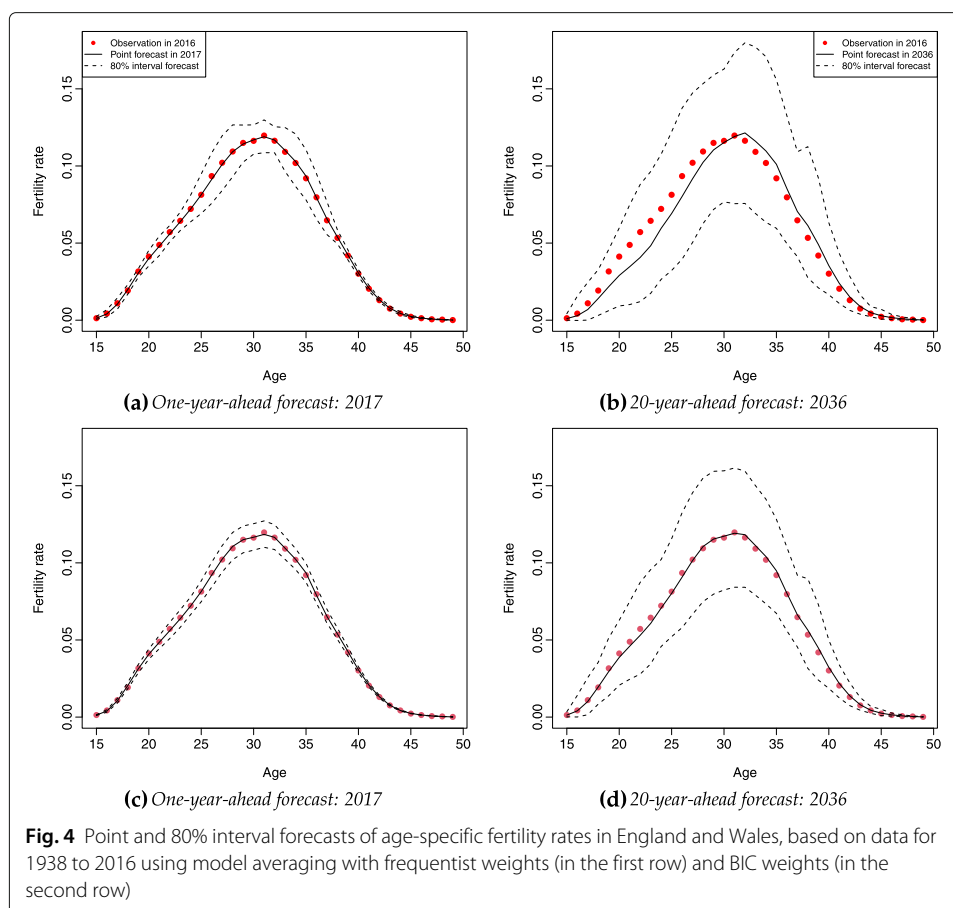 Observation in 2016
Point forecast in 2017
80% interval forecast
Fertility rate
0.00 0.05 0.10 0.15
15 20 25 30 35 40 45 50
Age
(a) One-year-ahead forecast: 2017
Observation in 2016
Point forecast in 2036
80% interval forecast
Fertility rate
0.00 0.05 0.10 0.15
15 20 25 30 35 40 45 50
Age
(b) 20-year-ahead forecast: 2036
Fertility rate
0.00 0.05 0.10 0.15
15 20 25 30 35 40 45 50
Age
(c) One-year-ahead forecast: 2017
Fertility rate
0.00 0.05 0.10 0.15
15 20 25 30 35 40 45 50
Age
(d) 20-year-ahead forecast: 2036
Fig. 4 Point and 80% interval forecasts of age-specific fertility rates in England and Wales, based on data for
1938 to 2016 using model averaging with frequentist weights (in the first row) and BIC weights (in the
second row)